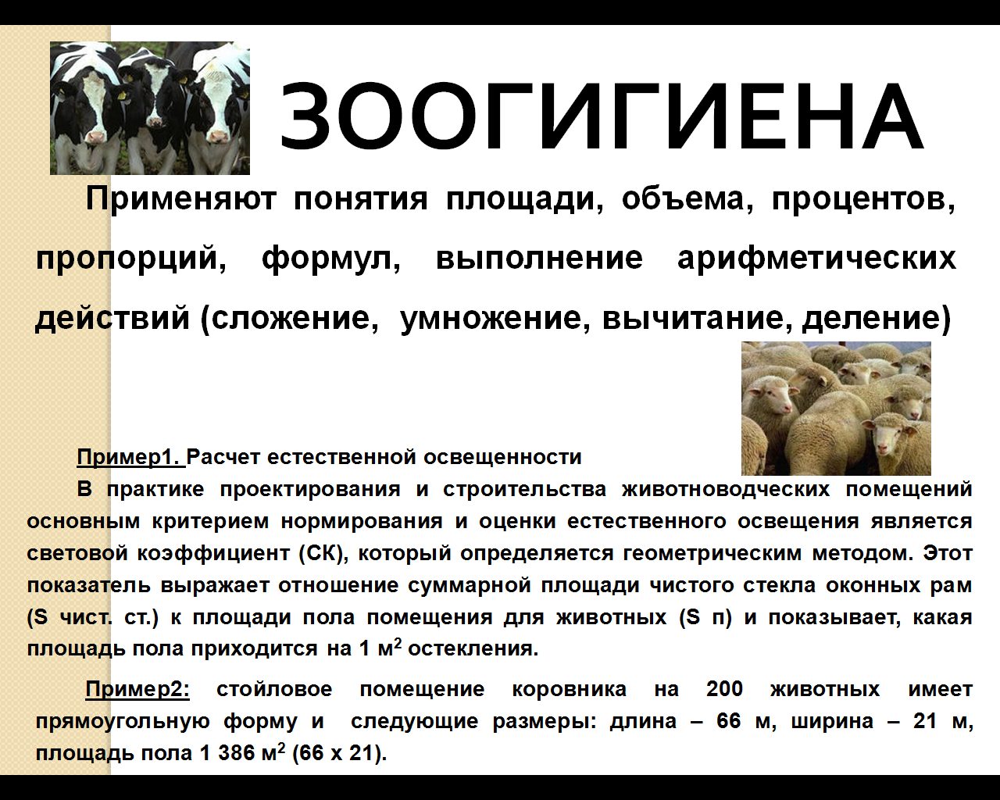 ЗООГИГИЕНА
Применяют понятия площади, объема, процентов,
пропорций, формул, выполнение арифметических
действий (сложение, умножение, вычитание, деление)
Пример1. Расчет естественной освещенности
В практике проектирования и строительства животноводческих помещений
основным критерием нормирования и оценки естественного освещения является
световой коэффициент (СК), который определяется геометрическим методом. Этот
показатель выражает отношение суммарной площади чистого стекла оконных рам
(S чист. ст.) к площади пола помещения для животных (S п) и показывает, какая
площадь пола приходится на 1 м² остекления.
Пример2: стойловое помещение коровника на 200 животных имеет
прямоугольную форму и следующие размеры: длина – 66 м, ширина – 21 м,
площадь пола 1 386 м² (66 х 21).